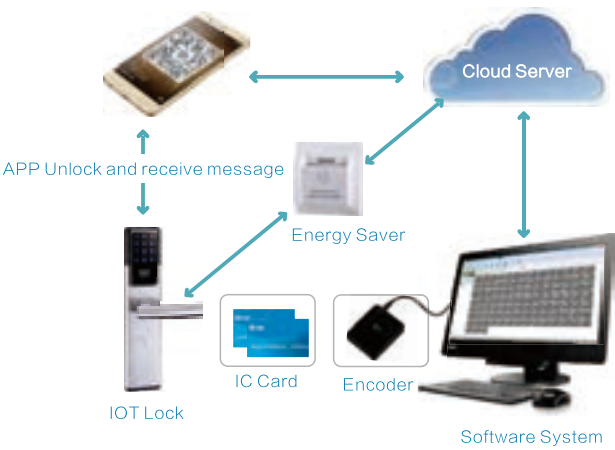 Cloud Server
APP Unlock and receive message
Energy Saver
IC Card
Encoder
IOT Lock
Software System